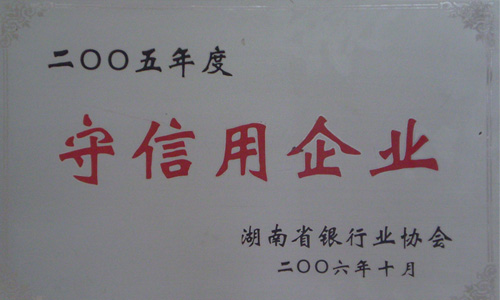 二〇〇五年度
守信用企业
湖南省银行业协会
二〇〇六年十月